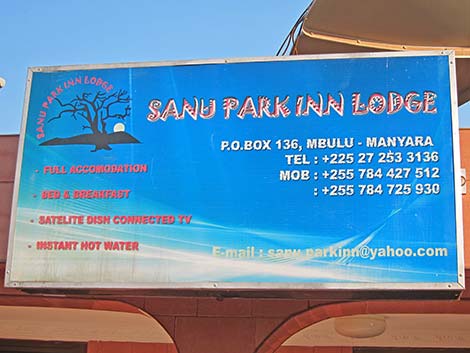 SANU PARK INN LODGE
SANU PARK INN LODGE
P.O.BOX 136, MBULU - MANYARA
TEL : +225 27 253 3136
MOB : +255 784 427 512
: +255 784 725 930
- FULL ACCOMODATION
- BED & BREAKFAST
- SATELITE DISH CONNECTED TV
- INSTANT HOT WATER
E-mail : sanu_parkinn@yahoo.com